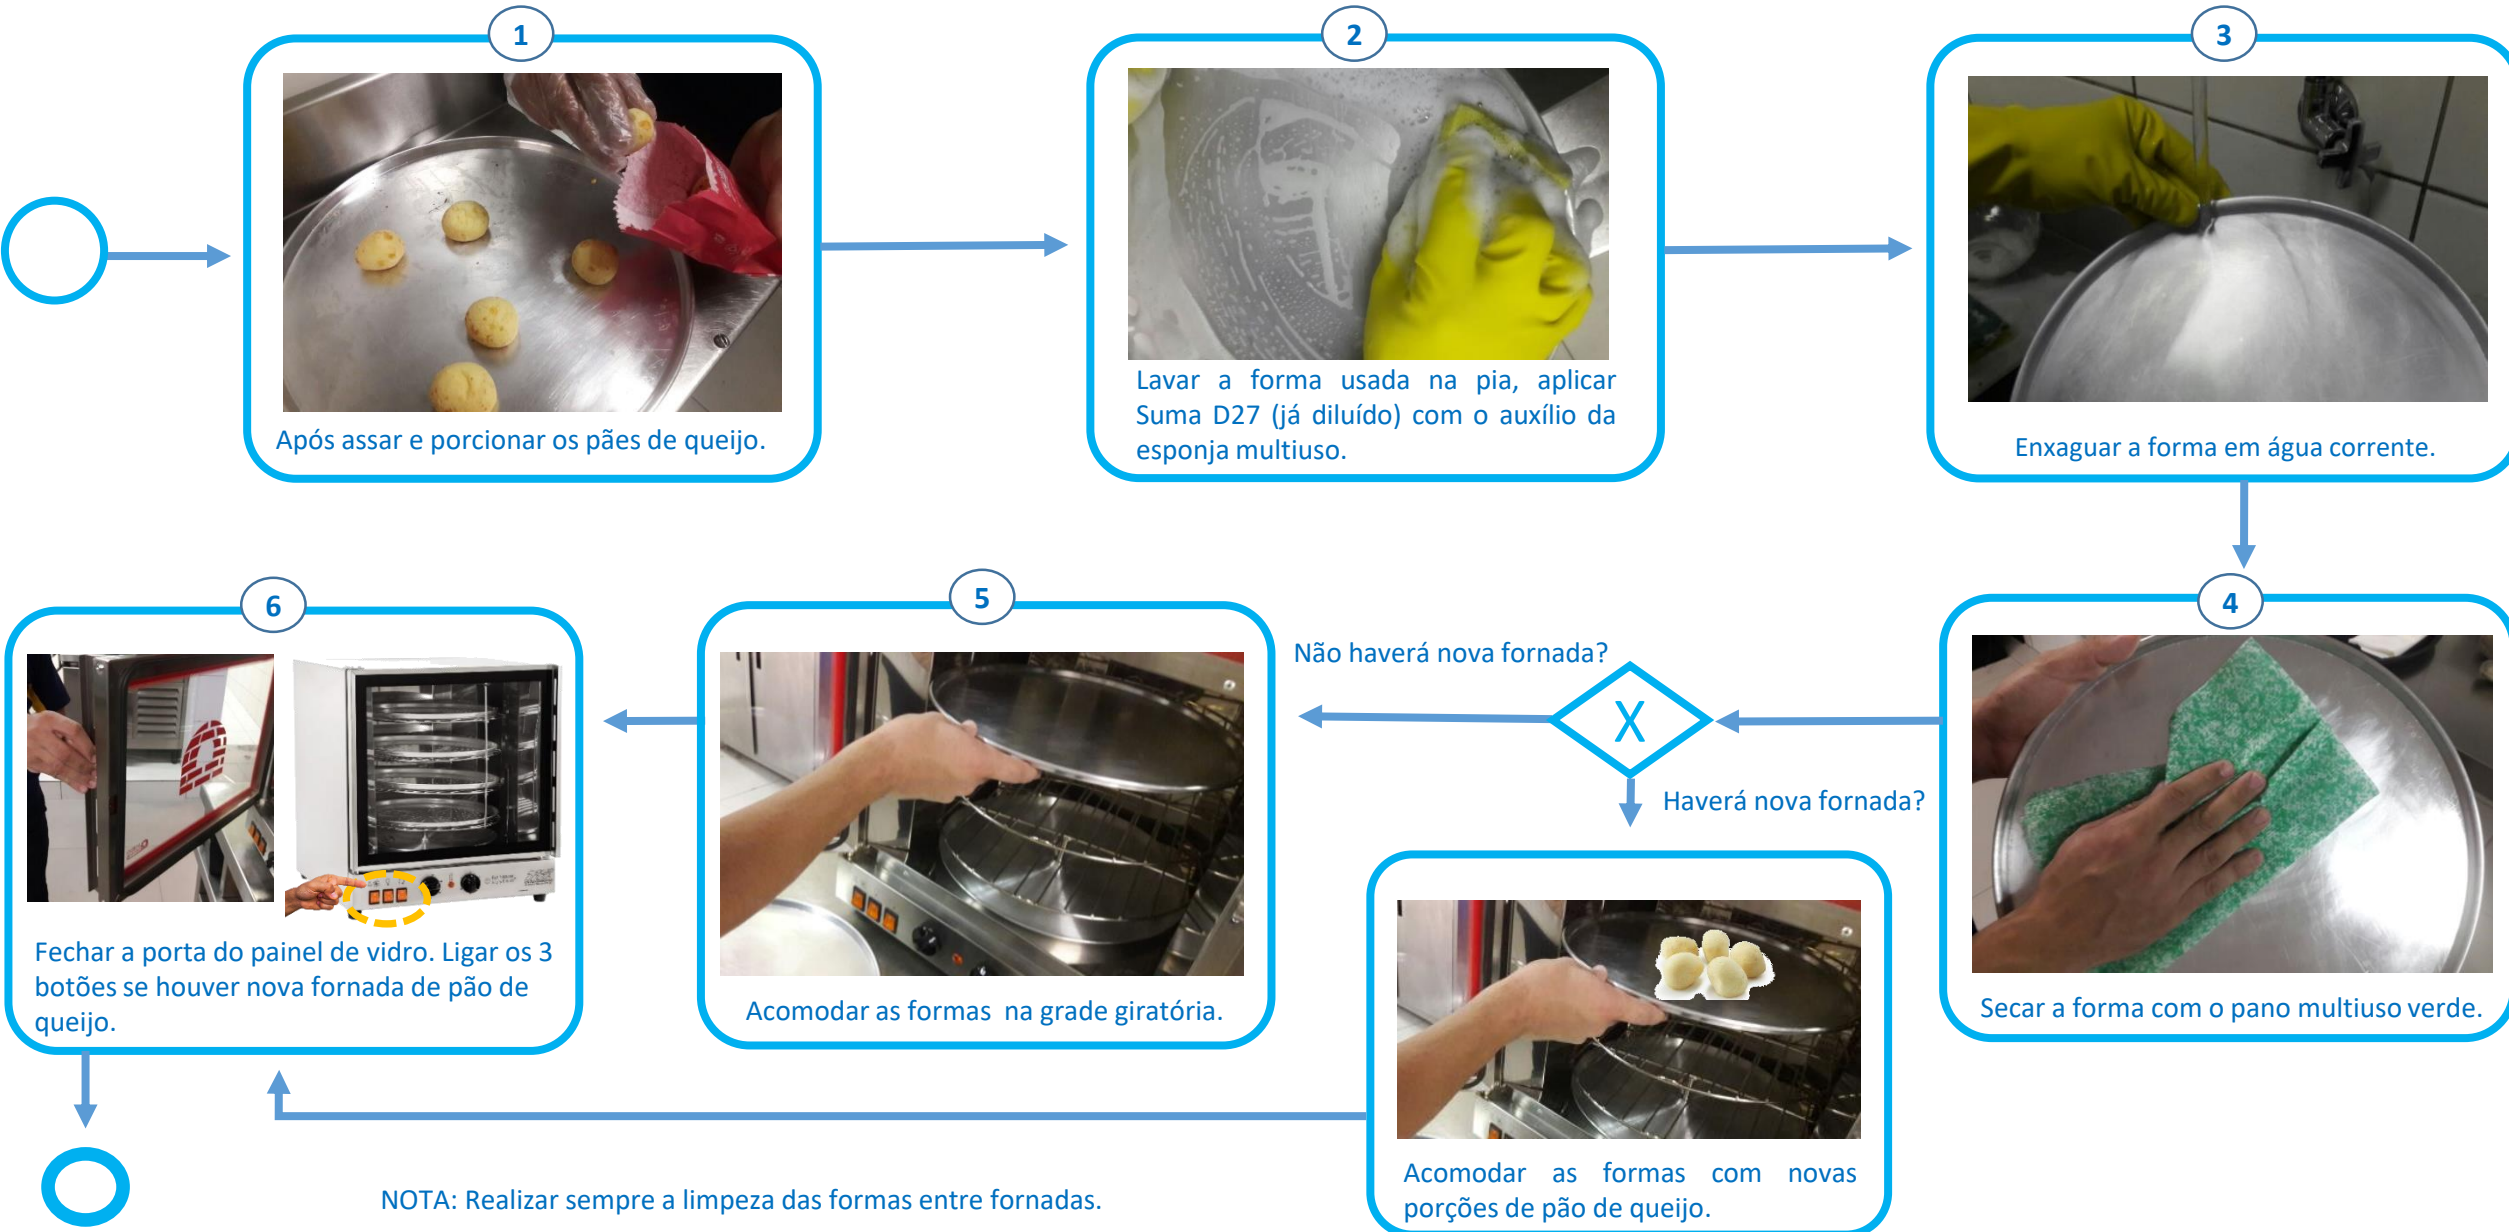 1
Após assar e porcionar os pães de queijo.
2
Lavar a forma usada na pia, aplicar
Suma D27 (já diluído) com o auxílio da
esponja multiuso.
3
Enxaguar a forma em água corrente.
4
Secar a forma com o pano multiuso verde.
X
Não haverá nova fornada?
Haverá nova fornada?
5
Acomodar as formas na grade giratória.
6
Fechar a porta do painel de vidro. Ligar os 3
botões se houver nova fornada de pão de
queijo.
Acomodar as formas com novas
porções de pão de queijo.
NOTA: Realizar sempre a limpeza das formas entre fornadas.